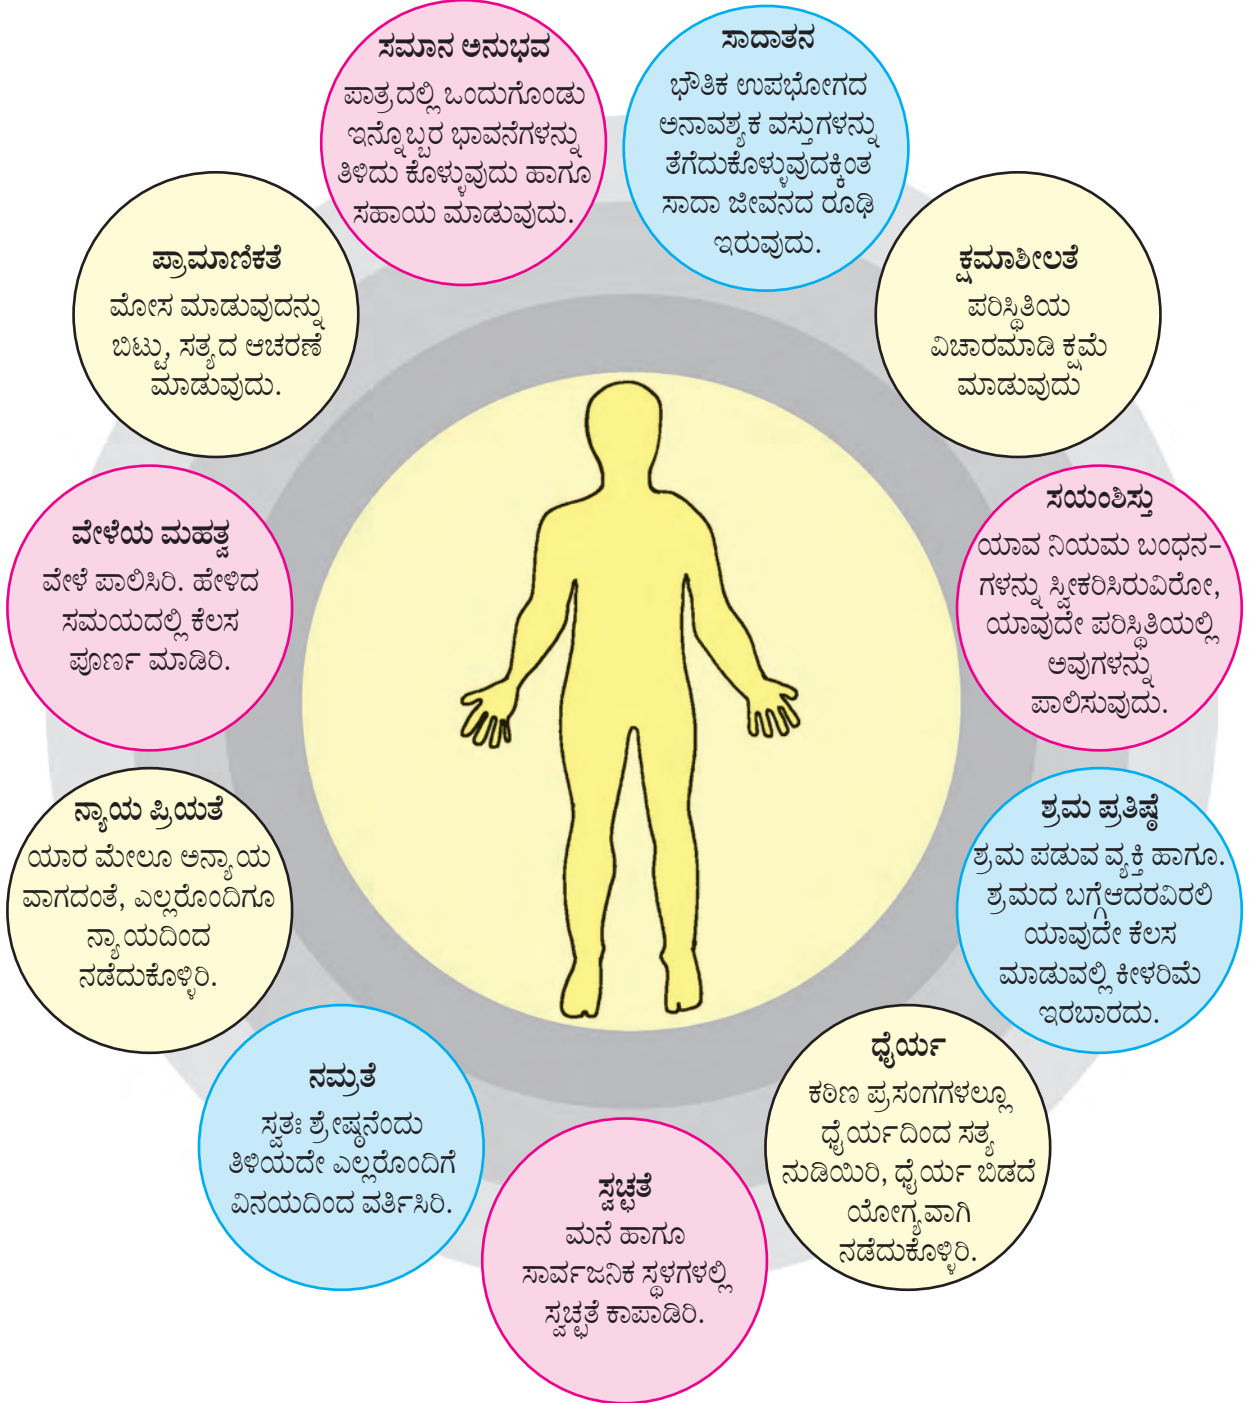 ಸಮಾನ ಅನುಭವ
ಪಾತ್ರದಲ್ಲಿ ಒಂದುಗೊಂಡು
ಇನ್ನೊಬ್ಬರ ಭಾವನೆಗಳನ್ನು
ತಿಳಿದು ಕೊಳ್ಳುವುದು ಹಾಗೂ
ಸಹಾಯ ಮಾಡುವುದು.
ಸಾದಾತನ
ಭೌತಿಕ ಉಪಭೋಗದ
ಅನಾವಶ್ಯಕ ವಸ್ತುಗಳನ್ನು
ತೆಗೆದುಕೊಳ್ಳುವುದಕ್ಕಿಂತ
ಸಾದಾ ಜೀವನದ ರೂಢಿ
ಇರುವುದು.
ಕ್ಷಮಾಶೀಲತೆ
ಪರಿಸ್ಥಿತಿಯ
ವಿಚಾರಮಾಡಿ ಕ್ಷಮೆ
ಮಾಡುವುದು
ಸಯಂಶಿಸ್ತು
ಯಾವ ನಿಯಮ ಬಂಧನ-
ಗಳನ್ನು ಸ್ವೀಕರಿಸಿರುವಿರೋ,
ಯಾವುದೇ ಪರಿಸ್ಥಿತಿಯಲ್ಲಿ
ಅವುಗಳನ್ನು
ಪಾಲಿಸುವುದು.
ಶ್ರಮ ಪ್ರತಿಷ್ಠೆ
ಶ್ರಮ ಪಡುವ ವ್ಯಕ್ತಿ ಹಾಗೂ.
ಶ್ರಮದ ಬಗ್ಗೆಆದರವಿರಲಿ
ಯಾವುದೇ ಕೆಲಸ
ಮಾಡುವಲ್ಲಿ ಕೀಳರಿಮೆ
ಇರಬಾರದು.
ಧೈರ್ಯ
ಕಠಿಣ ಪ್ರಸಂಗಗಳಲ್ಲೂ
ಧೈರ್ಯದಿಂದ ಸತ್ಯ
ನುಡಿಯಿರಿ, ಧೈರ್ಯ ಬಿಡದೆ
ಯೋಗ್ಯವಾಗಿ
ನಡೆದುಕೊಳ್ಳಿರಿ.
ಸ್ವಚ್ಛತೆ
ಮನೆ ಹಾಗೂ
ಸಾರ್ವಜನಿಕ ಸ್ಥಳಗಳಲ್ಲಿ
ಸ್ವಚ್ಛತೆ ಕಾಪಾಡಿರಿ.
ನಮ್ರತೆ
ಸ್ವತಃ ಶ್ರೇಷ್ಠನೆಂದು
ತಿಳಿಯದೇ ಎಲ್ಲರೊಂದಿಗೆ
ವಿನಯದಿಂದ ವರ್ತಿಸಿರಿ.
ನ್ಯಾಯ ಪ್ರಿಯತೆ
ಯಾರ ಮೇಲೂ ಅನ್ಯಾಯ
ವಾಗದಂತೆ, ಎಲ್ಲರೊಂದಿಗೂ
ನ್ಯಾಯದಿಂದ
ನಡೆದುಕೊಳ್ಳಿರಿ.
ವೇಳೆಯ ಮಹತ್ವ
ವೇಳೆ ಪಾಲಿಸಿರಿ. ಹೇಳಿದ
ಸಮಯದಲ್ಲಿ ಕೆಲಸ
ಪೂರ್ಣ ಮಾಡಿರಿ.
ಪ್ರಾಮಾಣಿಕತೆ
ಮೋಸ ಮಾಡುವುದನ್ನು
ಬಿಟ್ಟು, ಸತ್ಯದ ಆಚರಣೆ
ಮಾಡುವುದು.